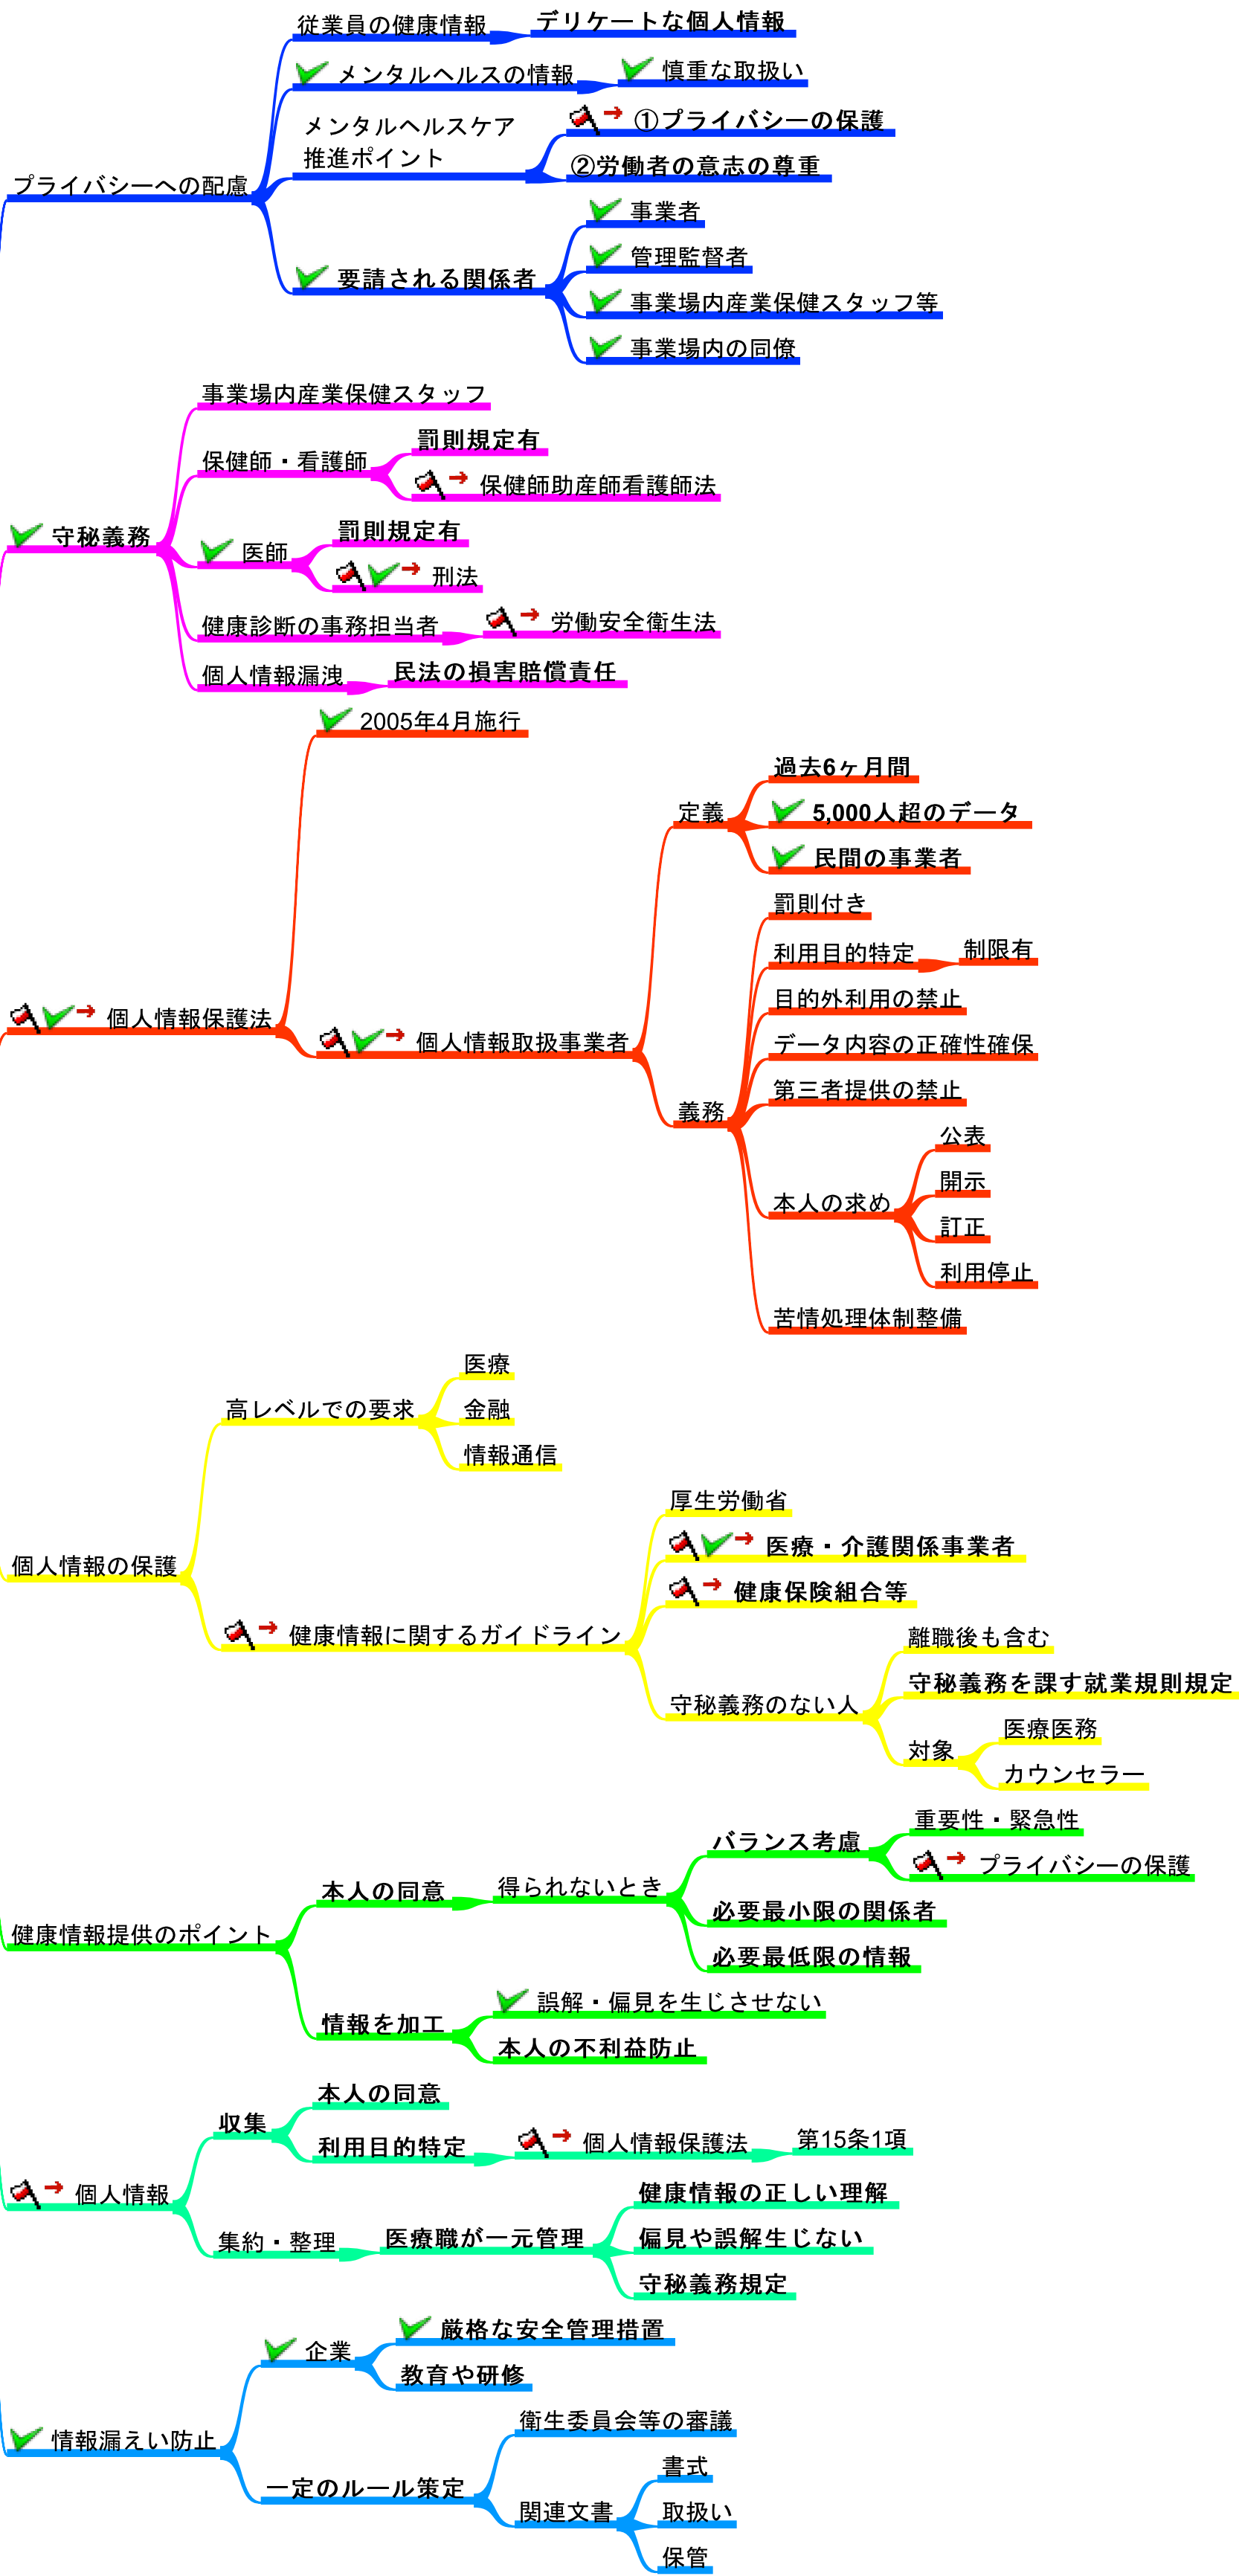 従業員の健康情報
デリケートな個人情報
メンタルヘルスの情報
慎重な取扱い
メンタルヘルスケア
推進ポイント
①プライバシーの保護
②労働者の意志の尊重
プライバシーへの配慮
要請される関係者
事業者
管理監督者
事業場内産業保健スタッフ等
事業場内の同僚
守秘義務
事業場内産業保健スタッフ
保健師・看護師
罰則規定有
保健師助産師看護師法
医師
罰則規定有
刑法
健康診断の事務担当者
労働安全衛生法
個人情報漏洩
民法の損害賠償責任
個人情報保護法
2005年4月施行
個人情報取扱事業者
定義
過去6ヶ月間
5,000人超のデータ
民間の事業者
義務
罰則付き
利用目的特定
制限有
目的外利用の禁止
データ内容の正確性確保
第三者提供の禁止
本人の求め
公表
開示
訂正
利用停止
苦情処理体制整備
個人情報の保護
高レベルでの要求
医療
金融
情報通信
健康情報に関するガイドライン
厚生労働省
医療・介護関係事業者
健康保険組合等
守秘義務のない人
離職後も含む
守秘義務を課す就業規則規定
対象
医療医務
カウンセラー
健康情報提供のポイント
本人の同意
得られないとき
バランス考慮
重要性・緊急性
プライバシーの保護
必要最小限の関係者
必要最低限の情報
情報を加工
誤解・偏見を生じさせない
本人の不利益防止
個人情報
収集
本人の同意
利用目的特定
個人情報保護法
第15条1項
集約・整理
医療職が一元管理
健康情報の正しい理解
偏見や誤解生じない
守秘義務規定
情報漏えい防止
企業
厳格な安全管理措置
教育や研修
一定のルール策定
衛生委員会等の審議
関連文書
書式
取扱い
保管